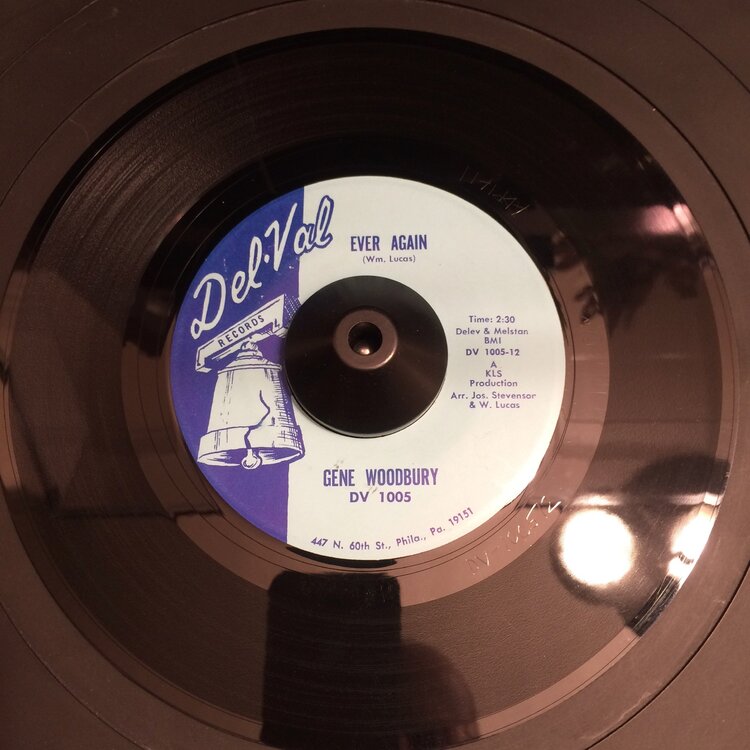 Del-Val
RECORDS
EVER AGAIN
(Wm. Lucas)
Time: 2:30
Delev & Melstan
BMI
DV 1005-12
A
KLS
Production
Arr. Jos. Stevenson
& W. Lucas
GENE WOODBURY
DV 1005
447 N. 60th St., Phila., Pa. 19151